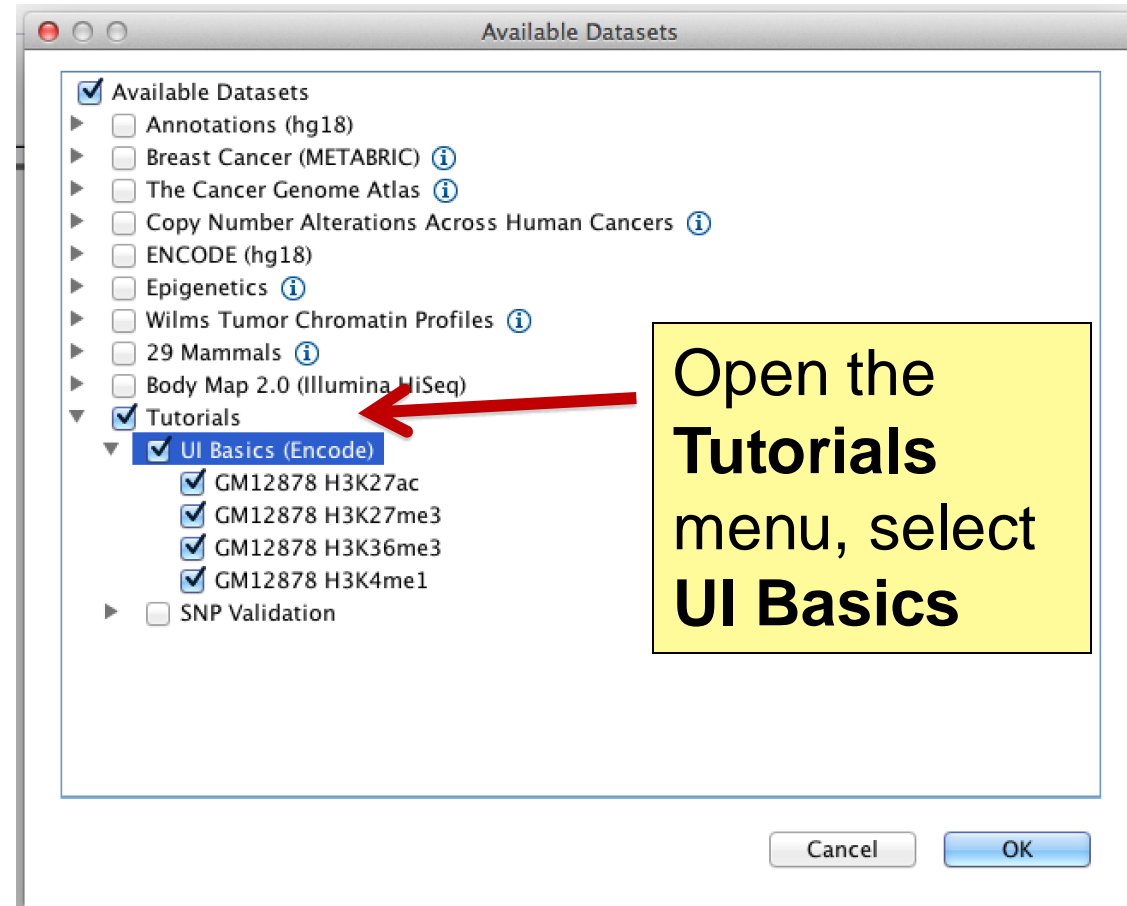 Available Datasets
Available Datasets
Annotations (hg18)
Breast Cancer (METABRIC)
The Cancer Genome Atlas
Copy Number Alterations Across Human Cancers
ENCODE (hg18)
Epigenetics
Wilms Tumor Chromatin Profiles
29 Mammals
Body Map 2.0 (Illumina HiSeq)
Tutorials
UI Basics (Encode)
GM12878 H3K27ac
GM12878 H3K27me3
GM12878 H3K36me3
GM12878 H3K4me1
SNP Validation
Open the
Tutorials
menu, select
UI Basics
Cancel
OK